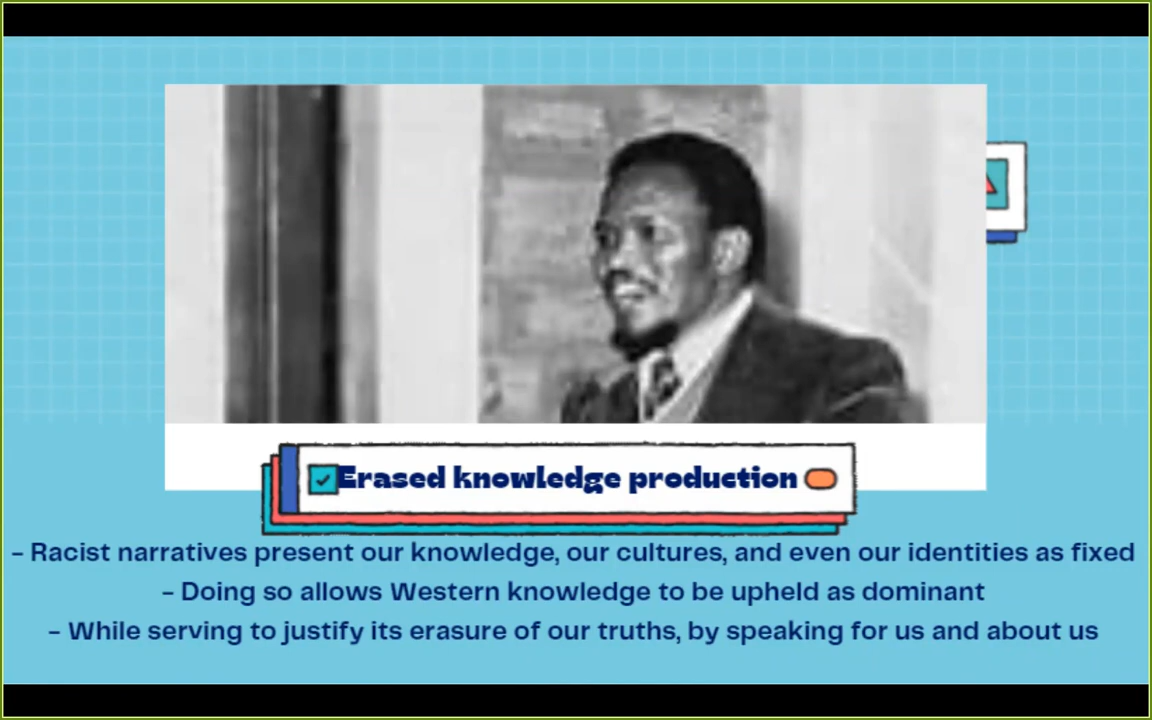 Erased knowledge production
- Racist narratives present our knowledge, our cultures, and even our identities as fixed
- Doing so allows Western knowledge to be upheld as dominant
- While serving to justify its erasure of our truths, by speaking for us and about us